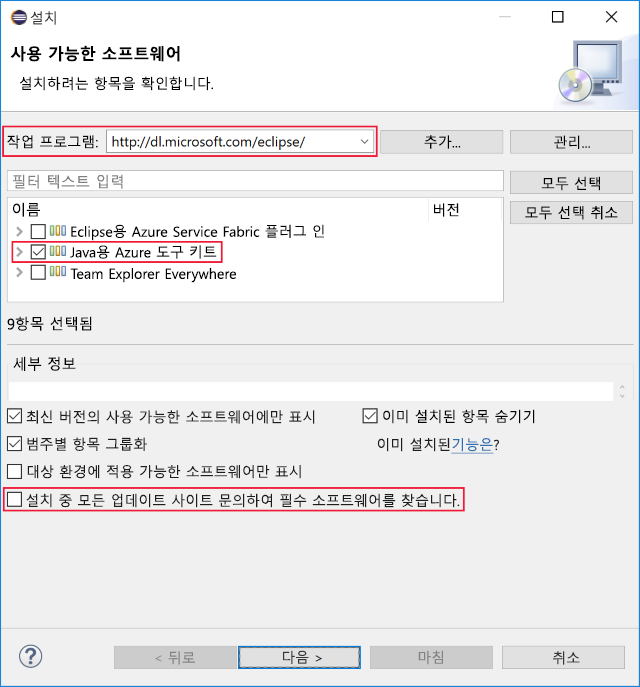 설치
사용 가능한 소프트웨어
설치하려는 항목을 확인합니다.
작업 프로그램: http://dl.microsoft.com/eclipse/ 추가... 관리...
필터 텍스트 입력 모두 선택
이름 버전 모두 선택 취소
Eclipse용 Azure Service Fabric 플러그 인
Java용 Azure 도구 키트
Team Explorer Everywhere
9항목 선택됨
세부 정보
최신 버전의 사용 가능한 소프트웨어에만 표시 이미 설치된 항목 숨기기
범주별 항목 그룹화 이미 설치된기능은?
대상 환경에 적용 가능한 소프트웨어만 표시
설치 중 모든 업데이트 사이트 문의하여 필수 소프트웨어를 찾습니다.
? < 뒤로 다음 > 마침 취소